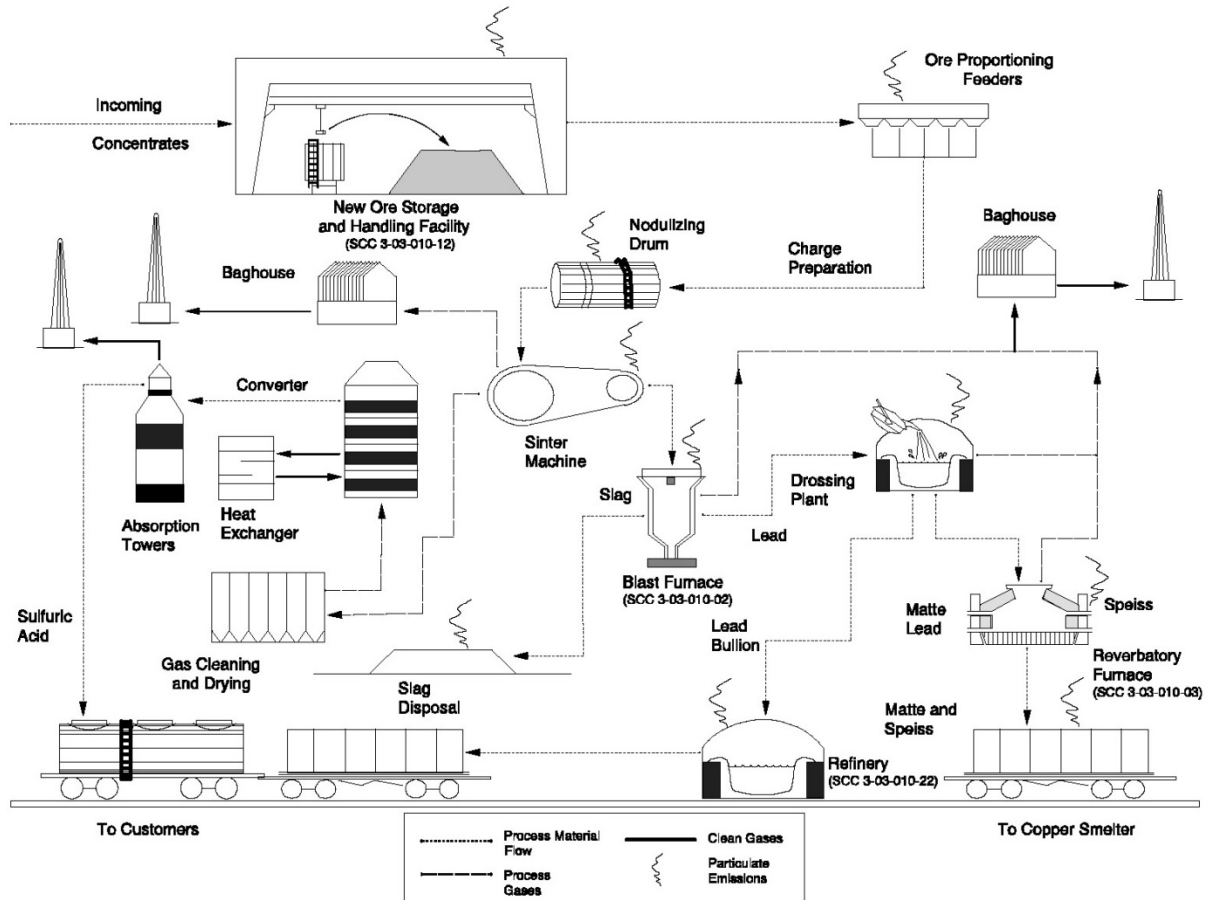 Incoming
Concentrates
Ore Proportioning
Feeders
New Ore Storage
and Handling Facility
(SCC 3-03-010-12)
Nodulizing
Drum
Charge
Preparation
Baghouse
Baghouse
Converter
Sinter
Machine
Absorption
Towers
Heat
Exchanger
Slag
Drossing
Plant
Lead
Blast Furnace
(SCC 3-03-010-02)
Sulfuric
Acid
Gas Cleaning
and Drying
Slag
Disposal
Lead
Bullion
Matte
Lead
Speiss
Reverbatory
Furnace
(SCC 3-03-010-03)
Matte and
Speiss
Refinery
(SCC 3-03-010-22)
To Customers
To Copper Smelter
Process Material
Flow
Process
Gases
Clean Gases
Particulate
Emissions